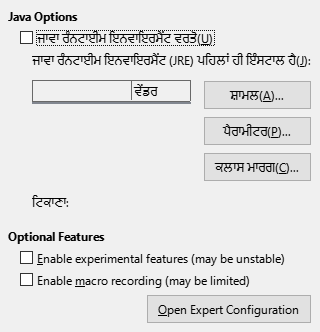 Java Options
ਜਾਵਾ ਰੰਨਟਾਈਮ ਇਨਵਾਇਰਮੈਂਟ ਵਰਤੋਂ(U)
ਜਾਵਾ ਰੰਨਟਾਈਮ ਇਨਵਾਇਰਮੈਂਟ (JRE) ਪਹਿਲਾਂ ਹੀ ਇੰਸਟਾਲ ਹੈ(J):
ਵੇਂਡਰ
ਸ਼ਾਮਲ(A)...
ਪੈਰਾਮੀਟਰ(P)...
ਕਲਾਸ ਮਾਰਗ(C)...
ਟਿਕਾਣਾ:
Optional Features
Enable experimental features (may be unstable)
Enable macro recording (may be limited)
Open Expert Configuration